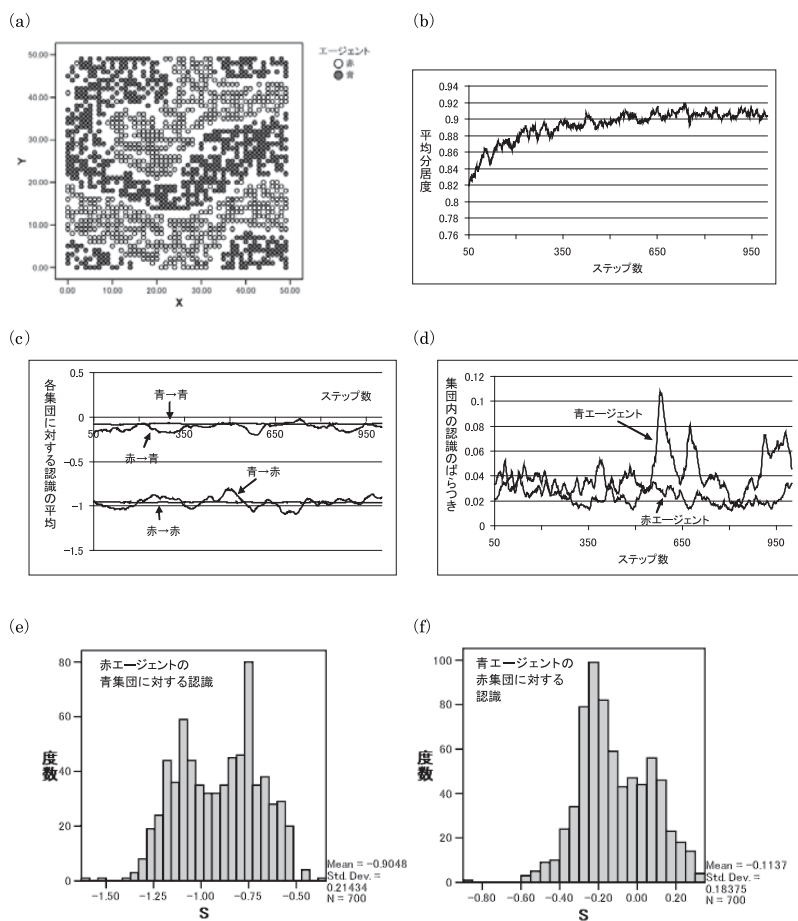 (a)
エージェント
赤
青
50.00
40.00
30.00
20.00
10.00
0.00
Y
0.00 10.00 20.00 30.00 40.00 50.00
X
(b)
平均分居度
0.94
0.92
0.9
0.88
0.86
0.84
0.82
0.8
0.78
0.76
50 350 650 950
ステップ数
(c)
各集団に対する認識の平均
0.5
0
−0.5
−1
−1.5
青→青
ステップ数
50 350 650 950
赤→青
青→赤
赤→赤
(d)
集団内の認識のばらつき
0.12
0.1
0.08
0.06
0.04
0.02
0
青エージェント
赤エージェント
50 350 650 950
ステップ数
(e)
赤エージェントの
青集団に対する認識
度数
80
60
40
20
0
−1.50 −1.25 −1.00 −0.75 −0.50
S
Mean = −0.9048
Std. Dev. =
0.21434
N = 700
(f)
青エージェントの
赤集団に対する
認識
度数
100
80
60
40
20
0
−0.80 −0.60 −0.40 −0.20 0.00 0.20
S
Mean = −0.1137
Std. Dev. =
0.18375
N = 700